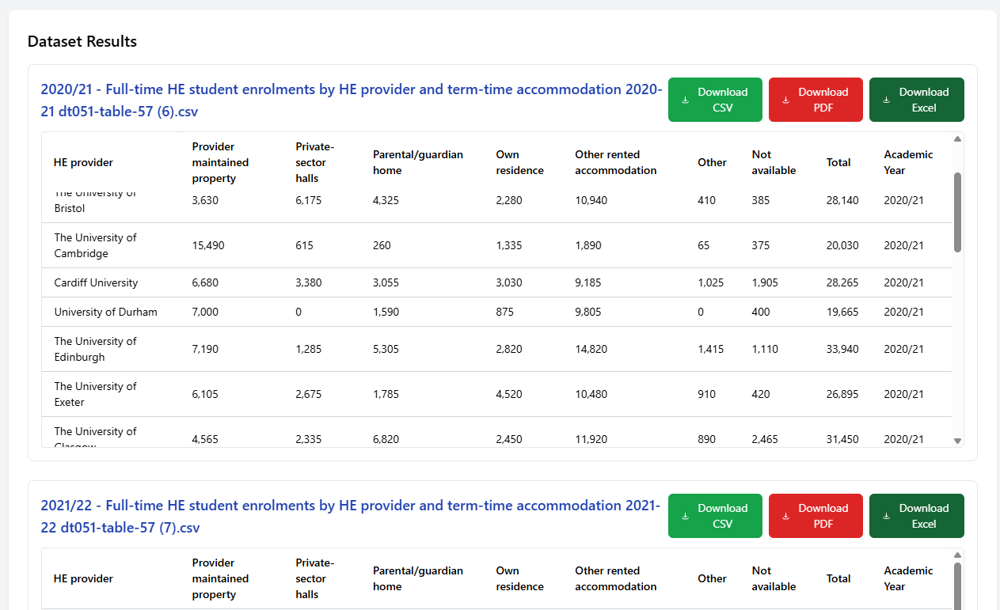 Dataset Results
2020/21 - Full-time HE student enrolments by HE provider and term-time accommodation 2020-
21 dt051-table-57 (6).csv
Download CSV
Download PDF
Download Excel
HE provider Provider maintained property Private-sector halls Parental/guardian home Own residence Other rented accommodation Other Not available Total Academic Year
The University of Bristol 3,630 6,175 4,325 2,280 10,940 410 385 28,140 2020/21
The University of Cambridge 15,490 615 260 1,335 1,890 65 375 20,030 2020/21
Cardiff University 6,680 3,380 3,055 3,030 9,185 1,025 1,905 28,265 2020/21
University of Durham 7,000 0 1,590 875 9,805 0 400 19,665 2020/21
The University of Edinburgh 7,190 1,285 5,305 2,820 14,820 1,415 1,110 33,940 2020/21
The University of Exeter 6,105 2,675 1,785 4,520 10,480 910 420 26,895 2020/21
The University of Glasgow 4,565 2,335 6,820 2,450 11,920 890 2,465 31,450 2020/21
2021/22 - Full-time HE student enrolments by HE provider and term-time accommodation 2021-
22 dt051-table-57 (7).csv
Download CSV
Download PDF
Download Excel
HE provider Provider maintained property Private-sector halls Parental/guardian home Own residence Other rented accommodation Other Not available Total Academic Year